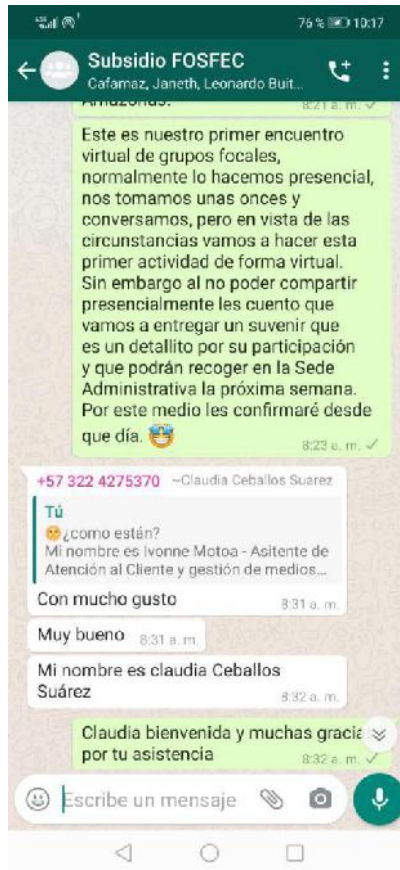 76 % 10:17
Subsidio FOSFEC
Cafamaz, Janeth, Leonardo Buit...
Amazonas.
8:21 a. m.
Este es nuestro primer encuentro
virtual de grupos focales,
normalmente lo hacemos presencial,
nos tomamos unas onces y
conversamos, pero en vista de las
circunstancias vamos a hacer esta
primer actividad de forma virtual.
Sin embargo al no poder compartir
presencialmente les cuento que
vamos a entregar un suvenir que
es un detallito por su participación
y que podrán recoger en la Sede
Administrativa la próxima semana.
Por este medio les confirmaré desde
que día.
8:23 a. m.
+57 322 4275370 ~Claudia Ceballos Suarez
Tú
¿como están?
Mi nombre es Ivonne Motoa - Asitente de
Atención al Cliente y gestión de medios...
Con mucho gusto 8:31 a. m.
Muy bueno 8:31 a. m.
Mi nombre es claudia Ceballos
Suárez 8:32 a. m.
Claudia bienvenida y muchas gracia
por tu asistencia 8:32 a. m.
Escribe un mensaje